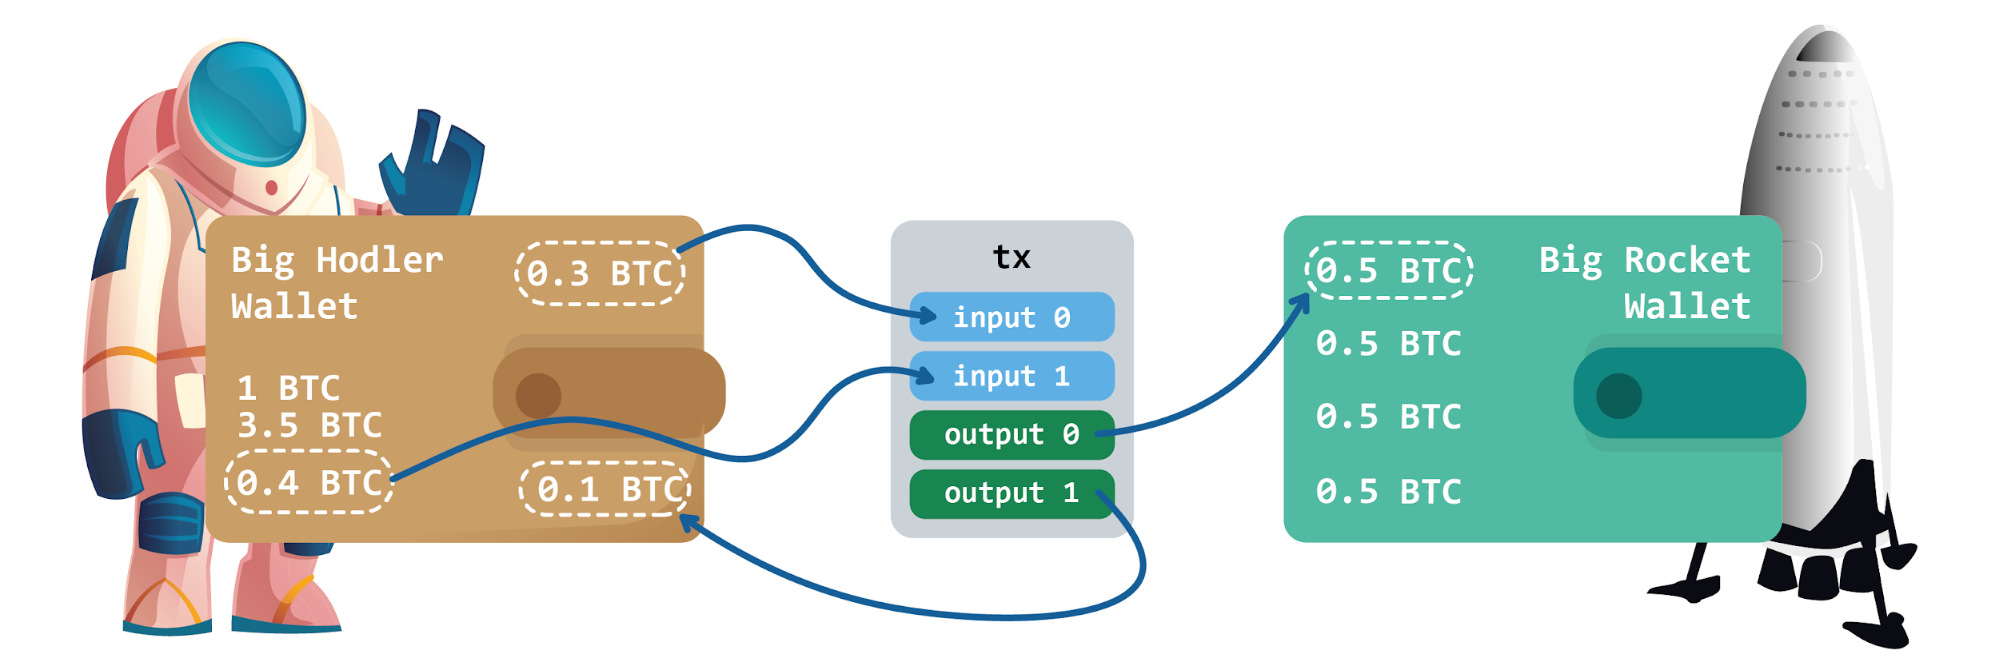 Big Hodler
Wallet
0.3 BTC
1 BTC
3.5 BTC
0.4 BTC
0.1 BTC
tx
input 0
input 1
output 0
output 1
0.5 BTC
0.5 BTC
0.5 BTC
0.5 BTC
Big Rocket
Wallet